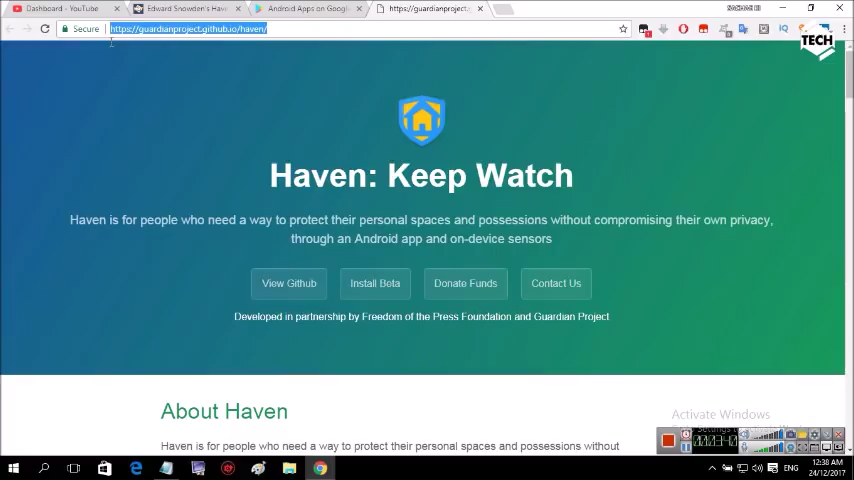 Dashboard - YouTube
Edward Snowden's Have
Android Apps on Google
https://guardianproject.
Secure
https://guardianproject.github.io/haven/
IQ
TECH
Haven: Keep Watch
Haven is for people who need a way to protect their personal spaces and possessions without compromising their own privacy,
through an Android app and on-device sensors
View Github
Install Beta
Donate Funds
Contact Us
Developed in partnership by Freedom of the Press Foundation and Guardian Project
About Haven
Haven is for people who need a way to protect their personal spaces and possessions without
Activate Windows
ENG
12:38 AM
24/12/2017